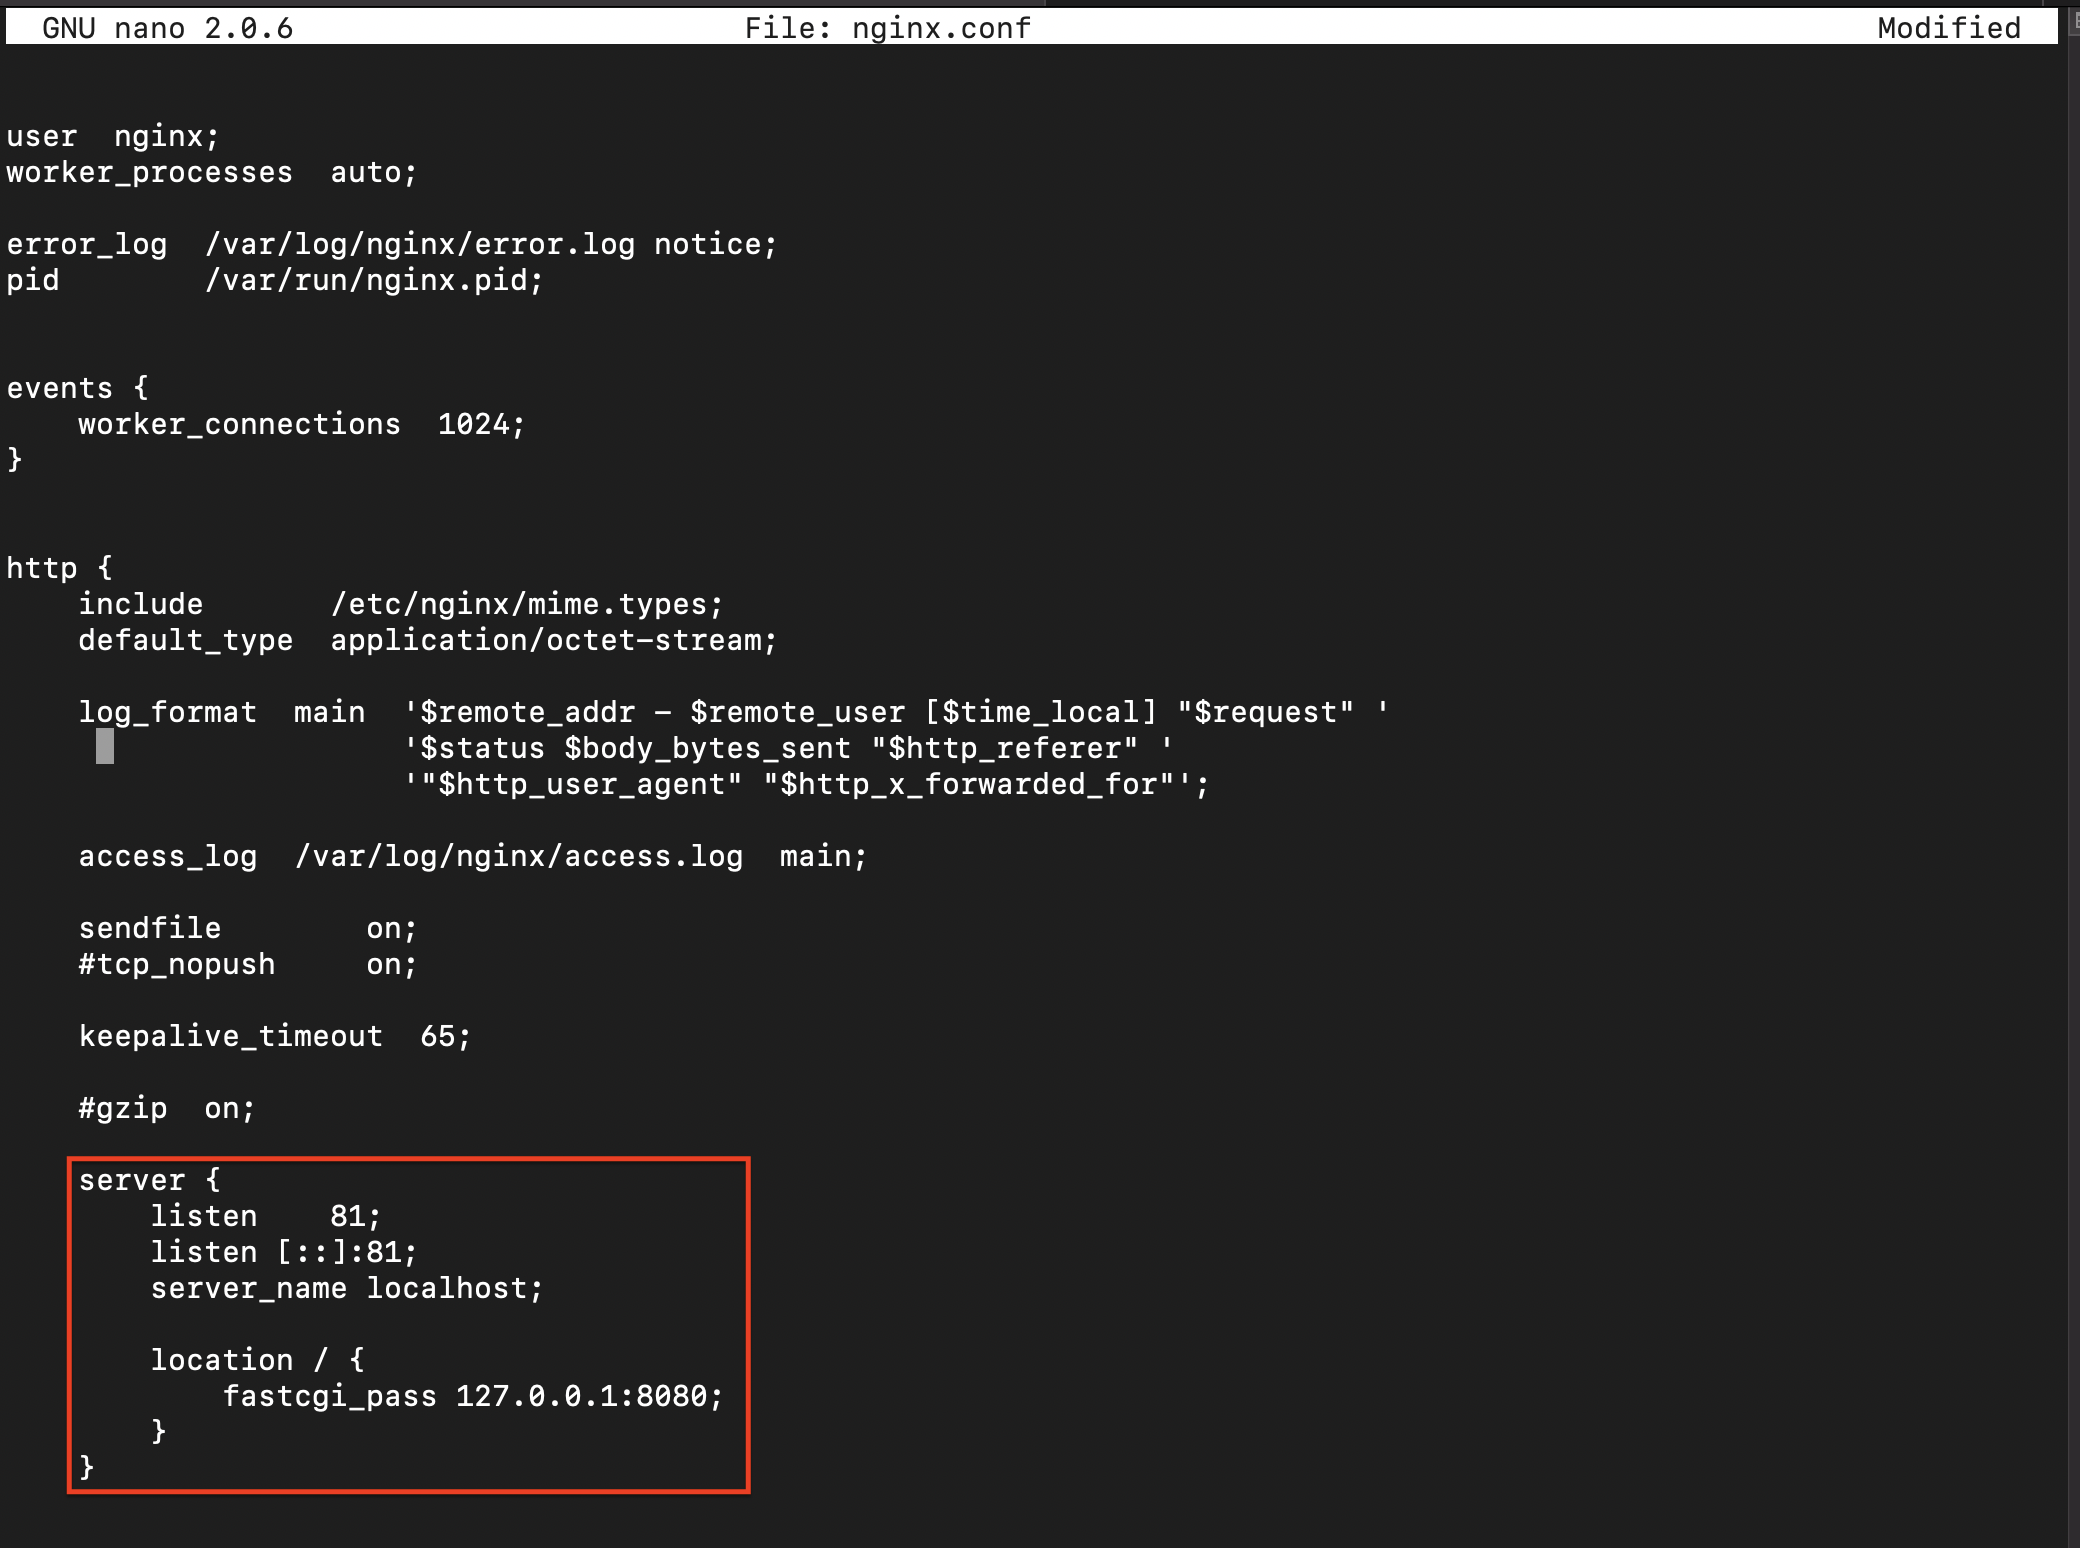 GNU nano 2.0.6 File: nginx.conf Modified
user  nginx;
worker_processes  auto;
error_log  /var/log/nginx/error.log notice;
pid        /var/run/nginx.pid;
events {
    worker_connections  1024;
}
http {
    include       /etc/nginx/mime.types;
    default_type  application/octet-stream;
    log_format  main  '$remote_addr - $remote_user [$time_local] "$request" '
                      '$status $body_bytes_sent "$http_referer" '
                      '"$http_user_agent" "$http_x_forwarded_for"';
    access_log  /var/log/nginx/access.log  main;
    sendfile        on;
    #tcp_nopush     on;
    keepalive_timeout  65;
    #gzip  on;
    server {
        listen    81;
        listen [::]:81;
        server_name localhost;
        location / {
            fastcgi_pass 127.0.0.1:8080;
        }
    }